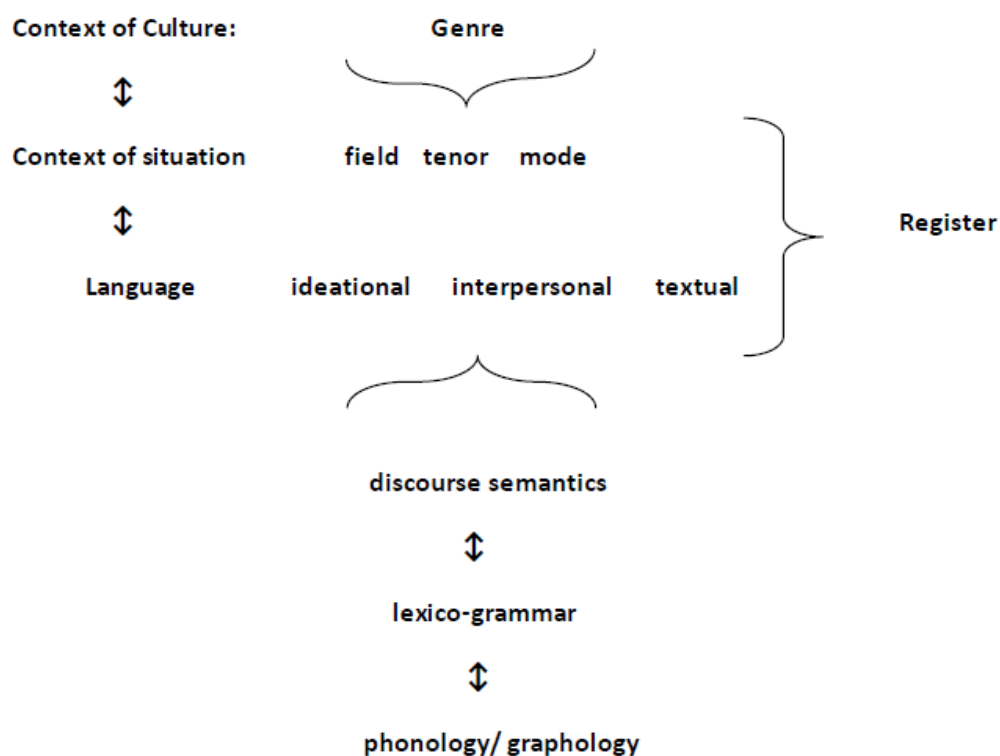 Context of Culture: Genre
↕
Context of situation field tenor mode
↕
Register
Language ideational interpersonal textual
discourse semantics
↕
lexico-grammar
↕
phonology/ graphology